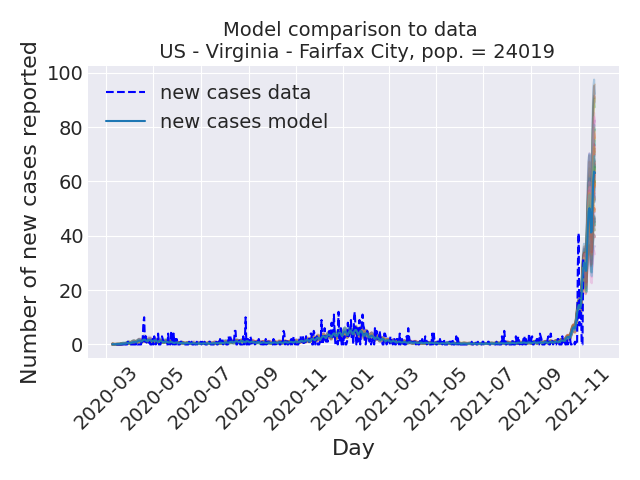 Model comparison to data
US - Virginia - Fairfax City, pop. = 24019
Number of new cases reported
100
80
60
40
20
0
new cases data
new cases model
2020-03
2020-05
2020-07
2020-09
2020-11
2021-01
2021-03
2021-05
2021-07
2021-09
2021-11
Day